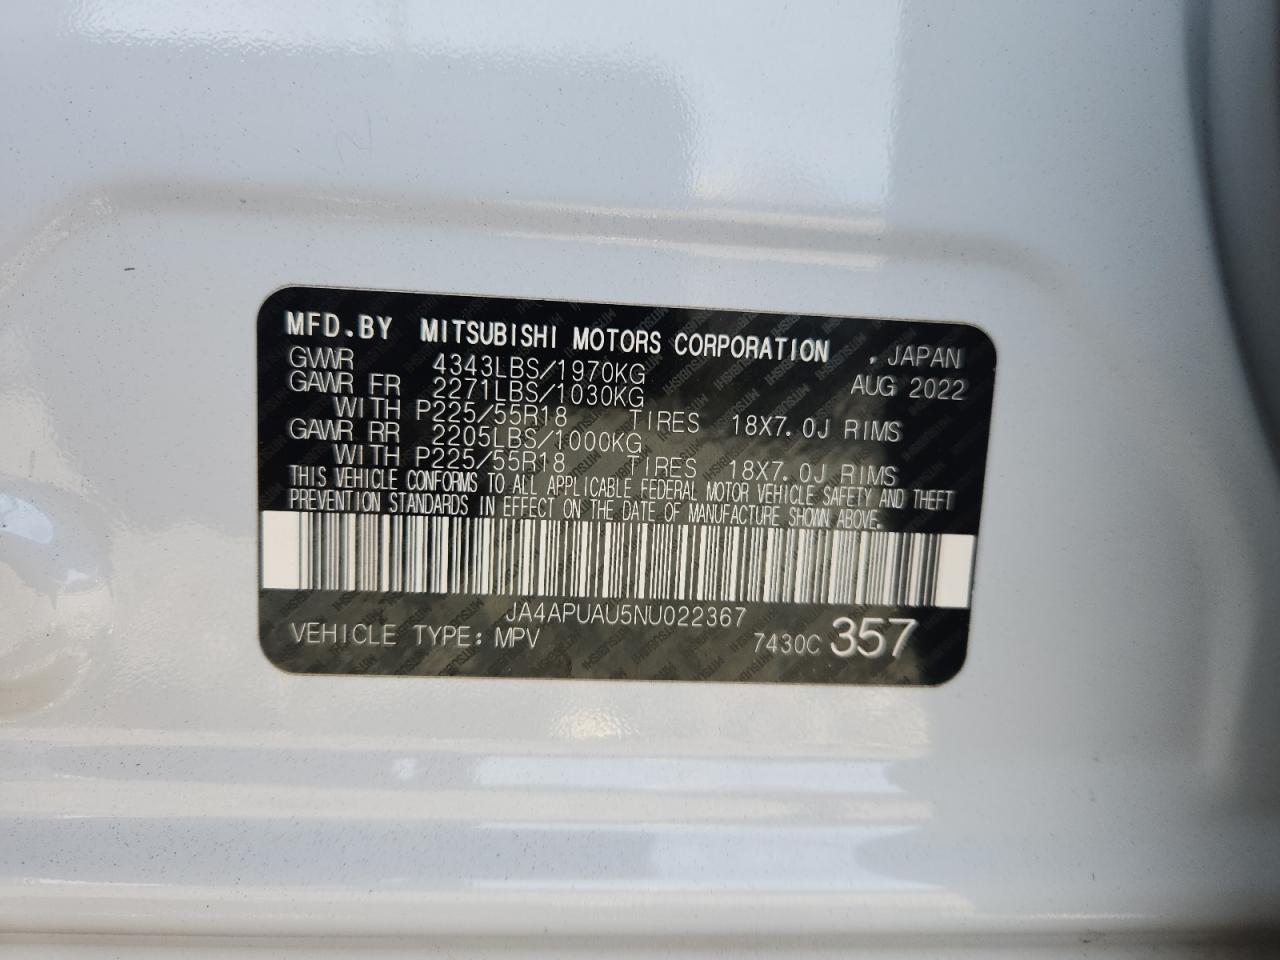 MFD.BY MITSUBISHI MOTORS CORPORATION , JAPAN
GVWR 4343LBS/1970KG AUG 2022
GAWR FR 2271LBS/1030KG
WITH P225/55R18 TIRES 18X7.0J RIMS
GAWR RR 2205LBS/1000KG
WITH P225/55R18 TIRES 18X7.0J RIMS
THIS VEHICLE CONFORMS TO ALL APPLICABLE FEDERAL MOTOR VEHICLE SAFETY AND THEFT
PREVENTION STANDARDS IN EFFECT ON THE DATE OF MANUFACTURE SHOWN ABOVE.
JA4APUAU5NU022367
VEHICLE TYPE: MPV 7430C 357